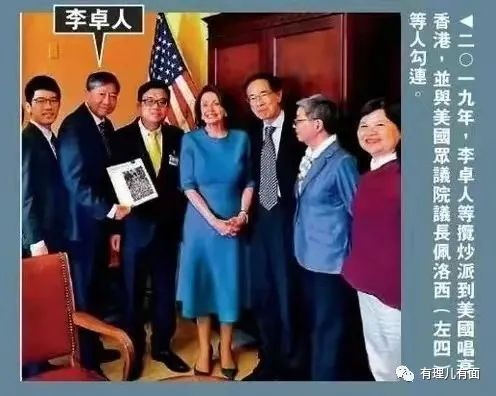 李卓人
◀二〇一九年，李卓人等攬炒派到美國唱衰
香港，並與美國眾議院議長佩洛西（左四
等人勾連。
有理儿有面